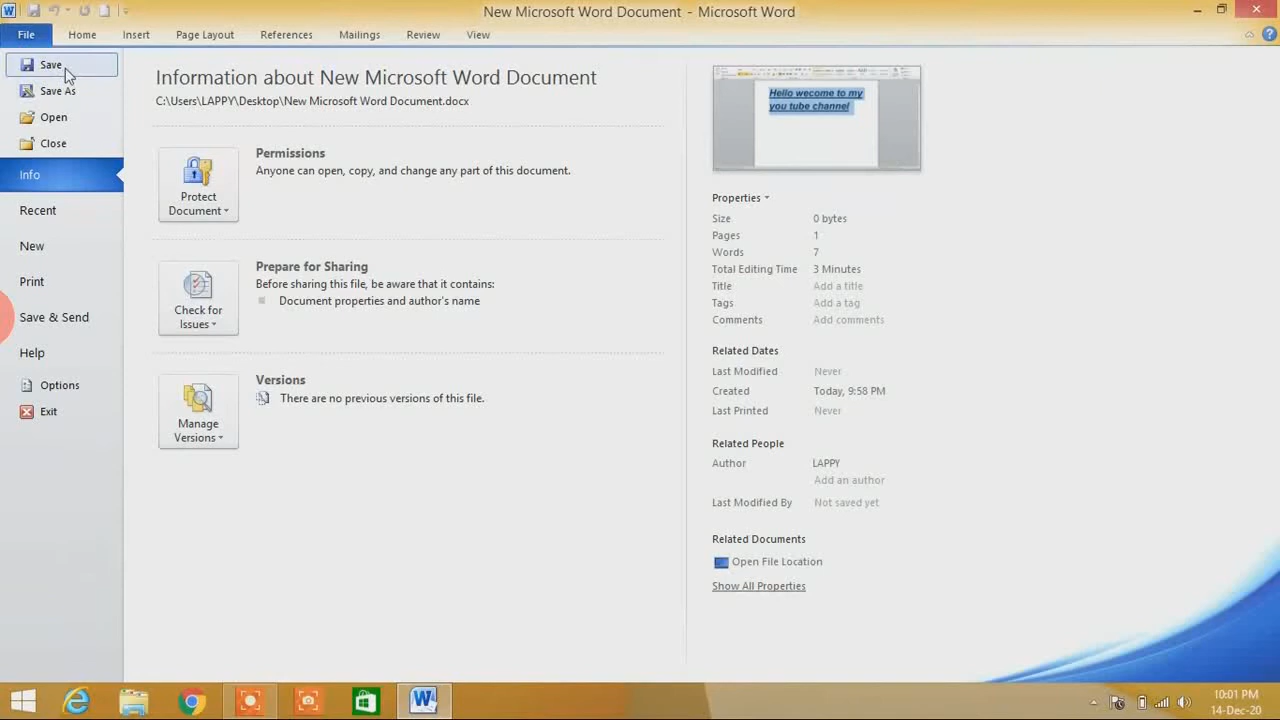 New Microsoft Word Document - Microsoft Word
File Home Insert Page Layout References Mailings Review View
Save
Save As
Open
Close
Info
Recent
New
Print
Save & Send
Help
Options
Exit
Information about New Microsoft Word Document
C:\Users\LAPPY\Desktop\New Microsoft Word Document.docx
Protect
Document
Permissions
Anyone can open, copy, and change any part of this document.
Check for
Issues
Prepare for Sharing
Before sharing this file, be aware that it contains:
Document properties and author's name
Manage
Versions
Versions
There are no previous versions of this file.
Hello wecome to my
you tube channel
Properties
Size 0 bytes
Pages 1
Words 7
Total Editing Time 3 Minutes
Title Add a title
Tags Add a tag
Comments Add comments
Related Dates
Last Modified Never
Created Today, 9:58 PM
Last Printed Never
Related People
Author LAPPY
Add an author
Last Modified By Not saved yet
Related Documents
Open File Location
Show All Properties
10:01 PM
14-Dec-20